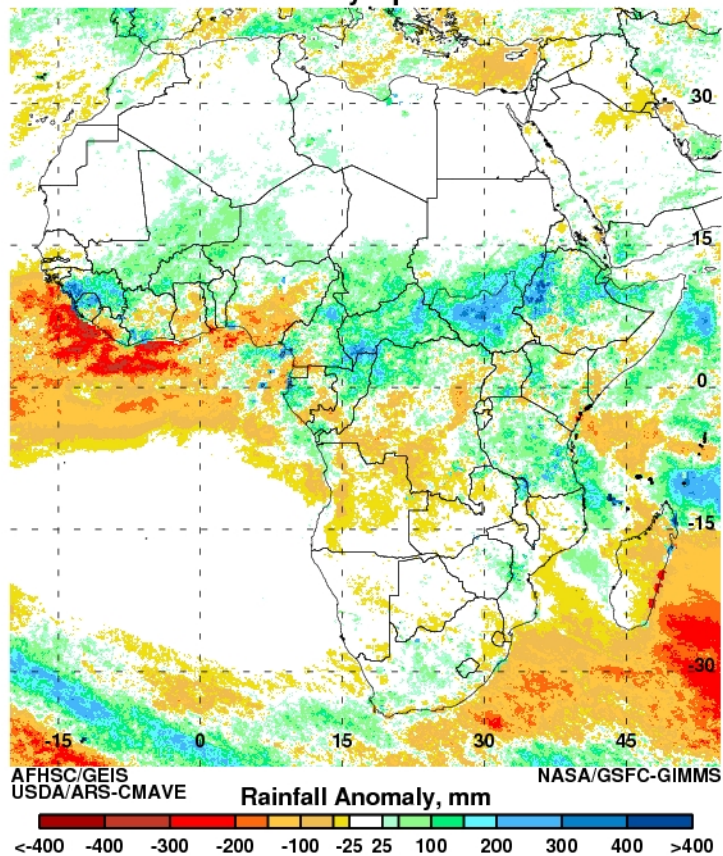 30
15
0
-15
-30
-15 0 15 30 45
AFHSC/GEIS NASA/GSFC-GIMMS
USDA/ARS-CMAVE
Rainfall Anomaly, mm
<-400 -400 -300 -200 -100 -25 25 100 200 300 400 >400